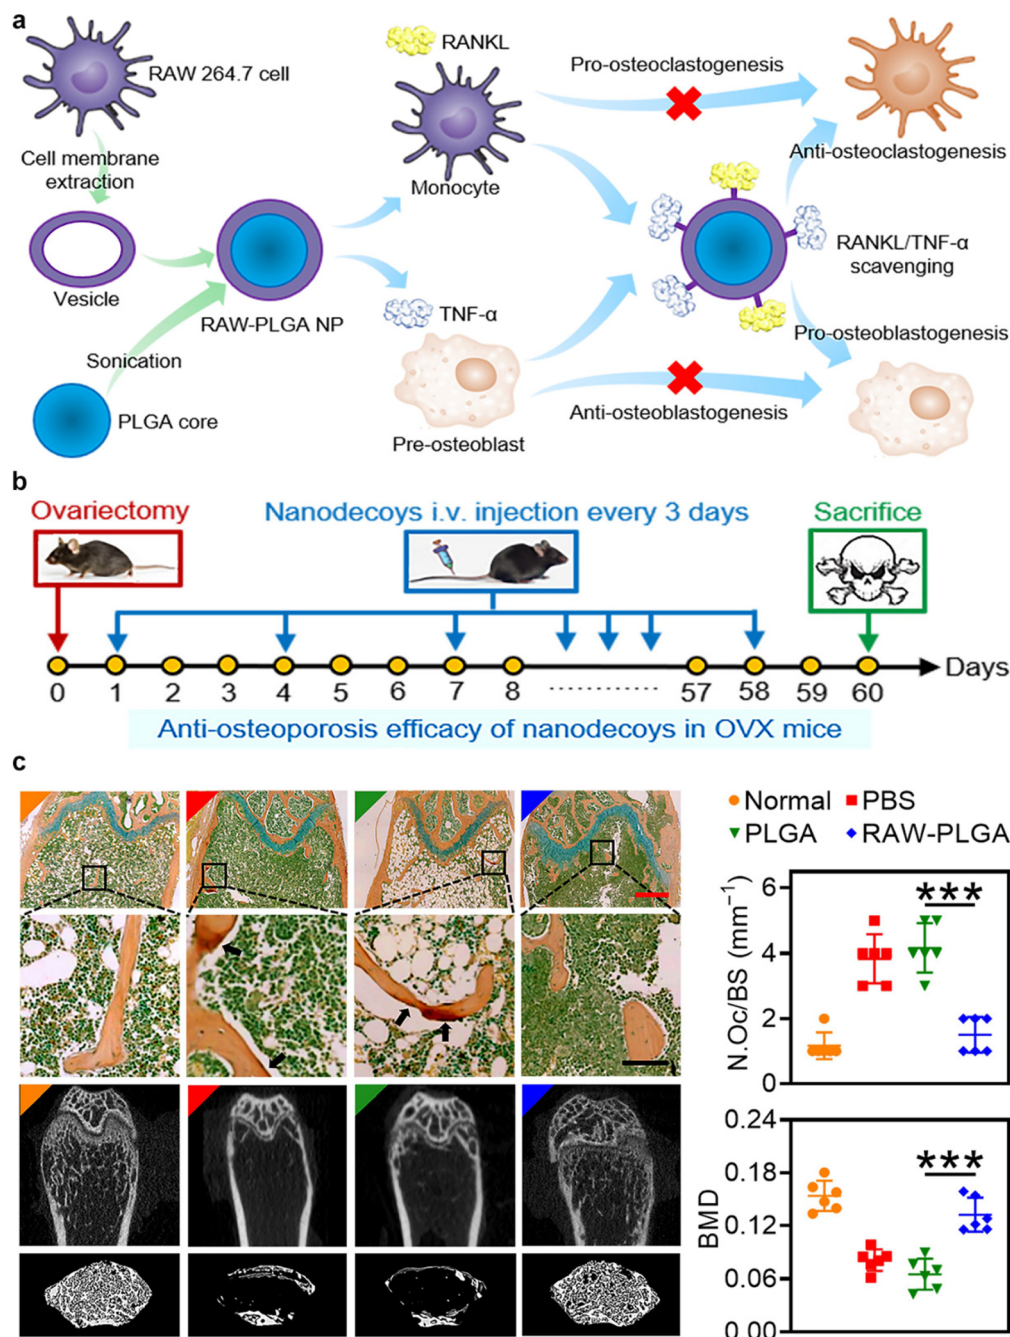 a
RAW 264.7 cell
Cell membrane
extraction
Vesicle
Sonication
PLGA core
RAW-PLGA NP
RANKL
Monocyte
TNF-α
Pre-osteoblast
Pro-osteoclastogenesis
Anti-osteoclastogenesis
RANKL/TNF-α
scavenging
Pro-osteoblastogenesis
Anti-osteoblastogenesis
b
Ovariectomy
Nanodecoys i.v. injection every 3 days
Sacrifice
0 1 2 3 4 5 6 7 8 57 58 59 60
Days
Anti-osteoporosis efficacy of nanodecoys in OVX mice
c
Normal PBS
PLGA RAW-PLGA
N.Oc/BS (mm⁻¹)
6
4
2
0
***
BMD
0.24
0.18
0.12
0.06
0.00
***